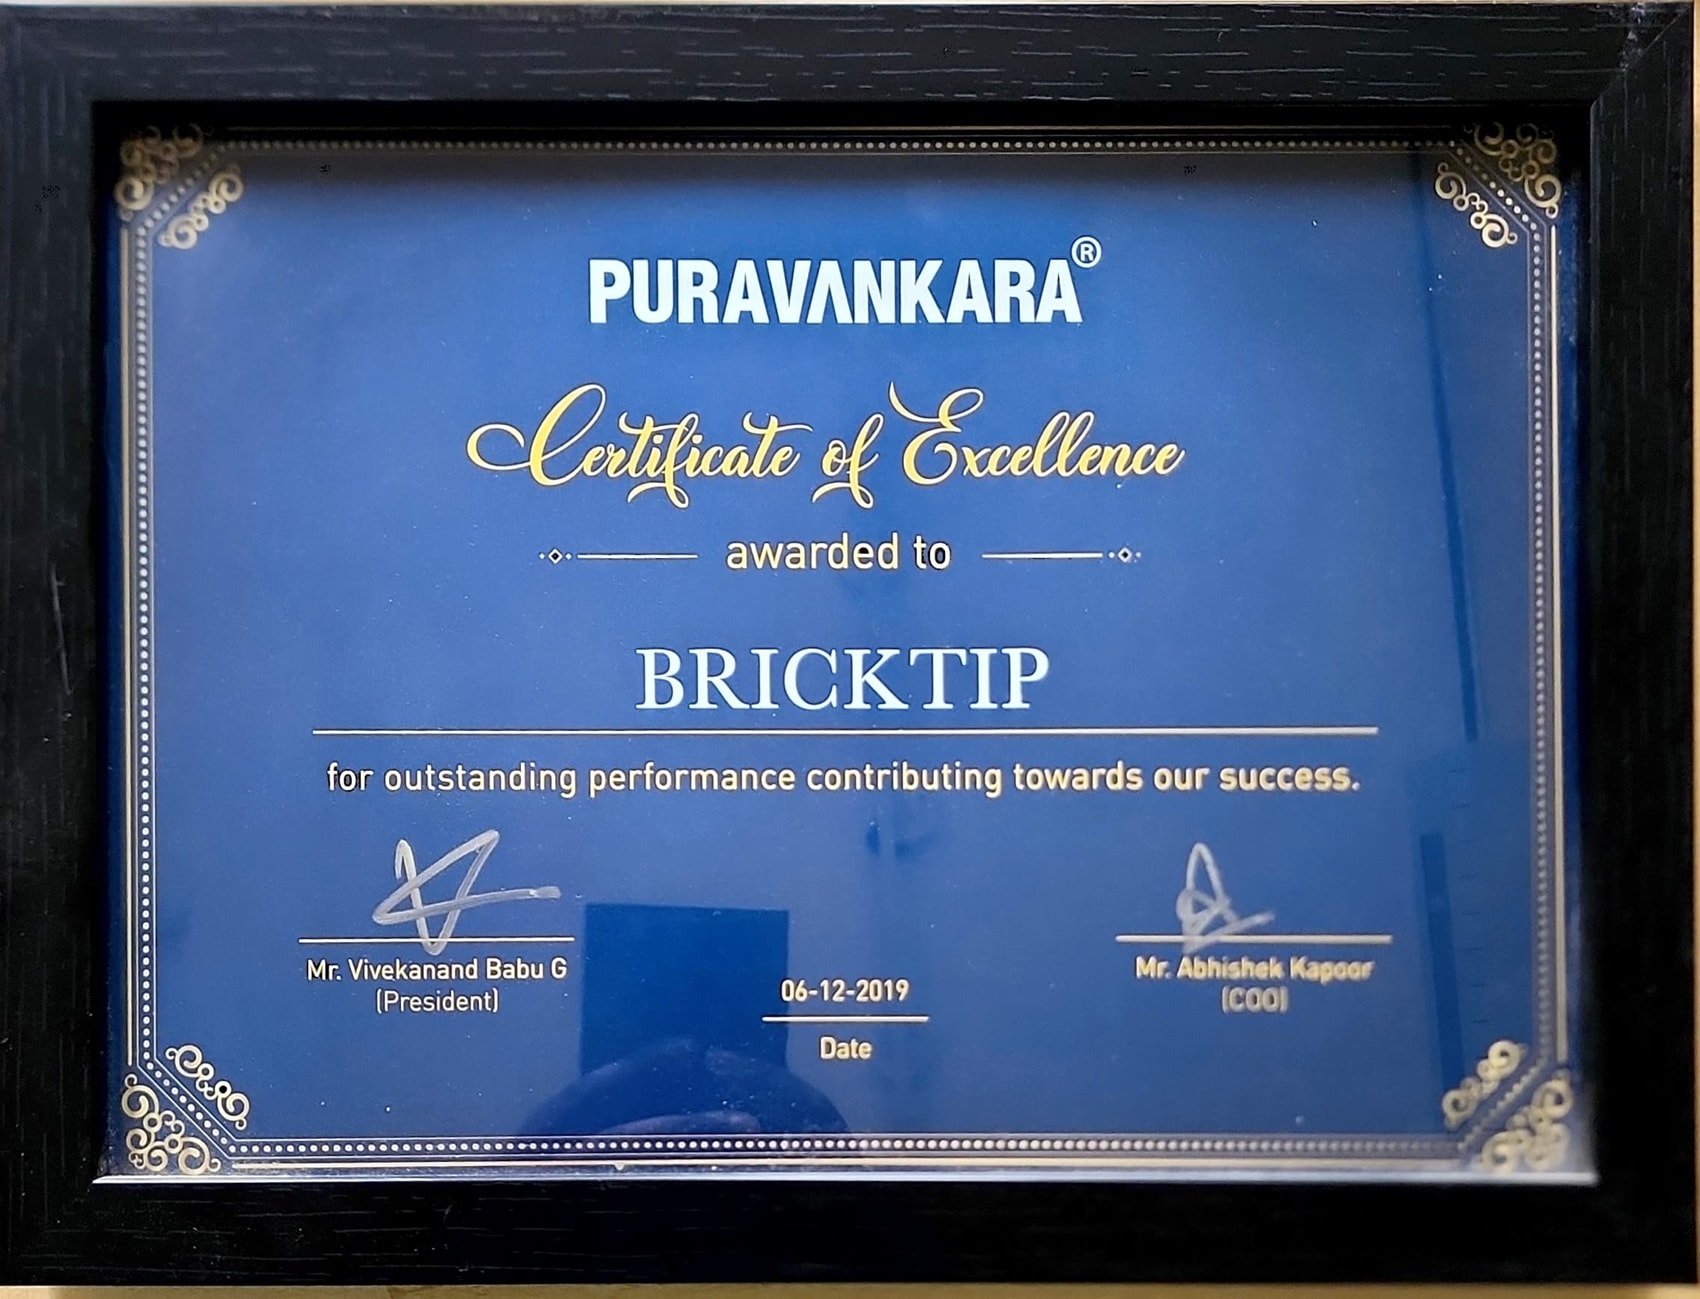 PURAVANKARA®
Certificate of Excellence
awarded to
BRICKTIP
for outstanding performance contributing towards our success.
Mr. Vivekanand Babu G
(President)
06-12-2019
Date
Mr. Abhishek Kapoor
(COO)